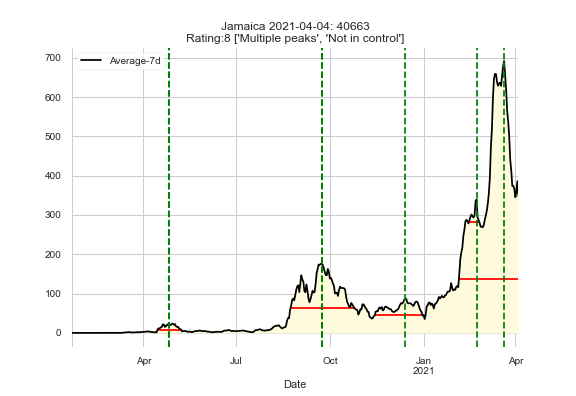 Jamaica 2021-04-04: 40663
Rating:8 ['Multiple peaks', 'Not in control']
Average-7d
700
600
500
400
300
200
100
0
Apr
Jul
Oct
Jan
2021
Apr
Date